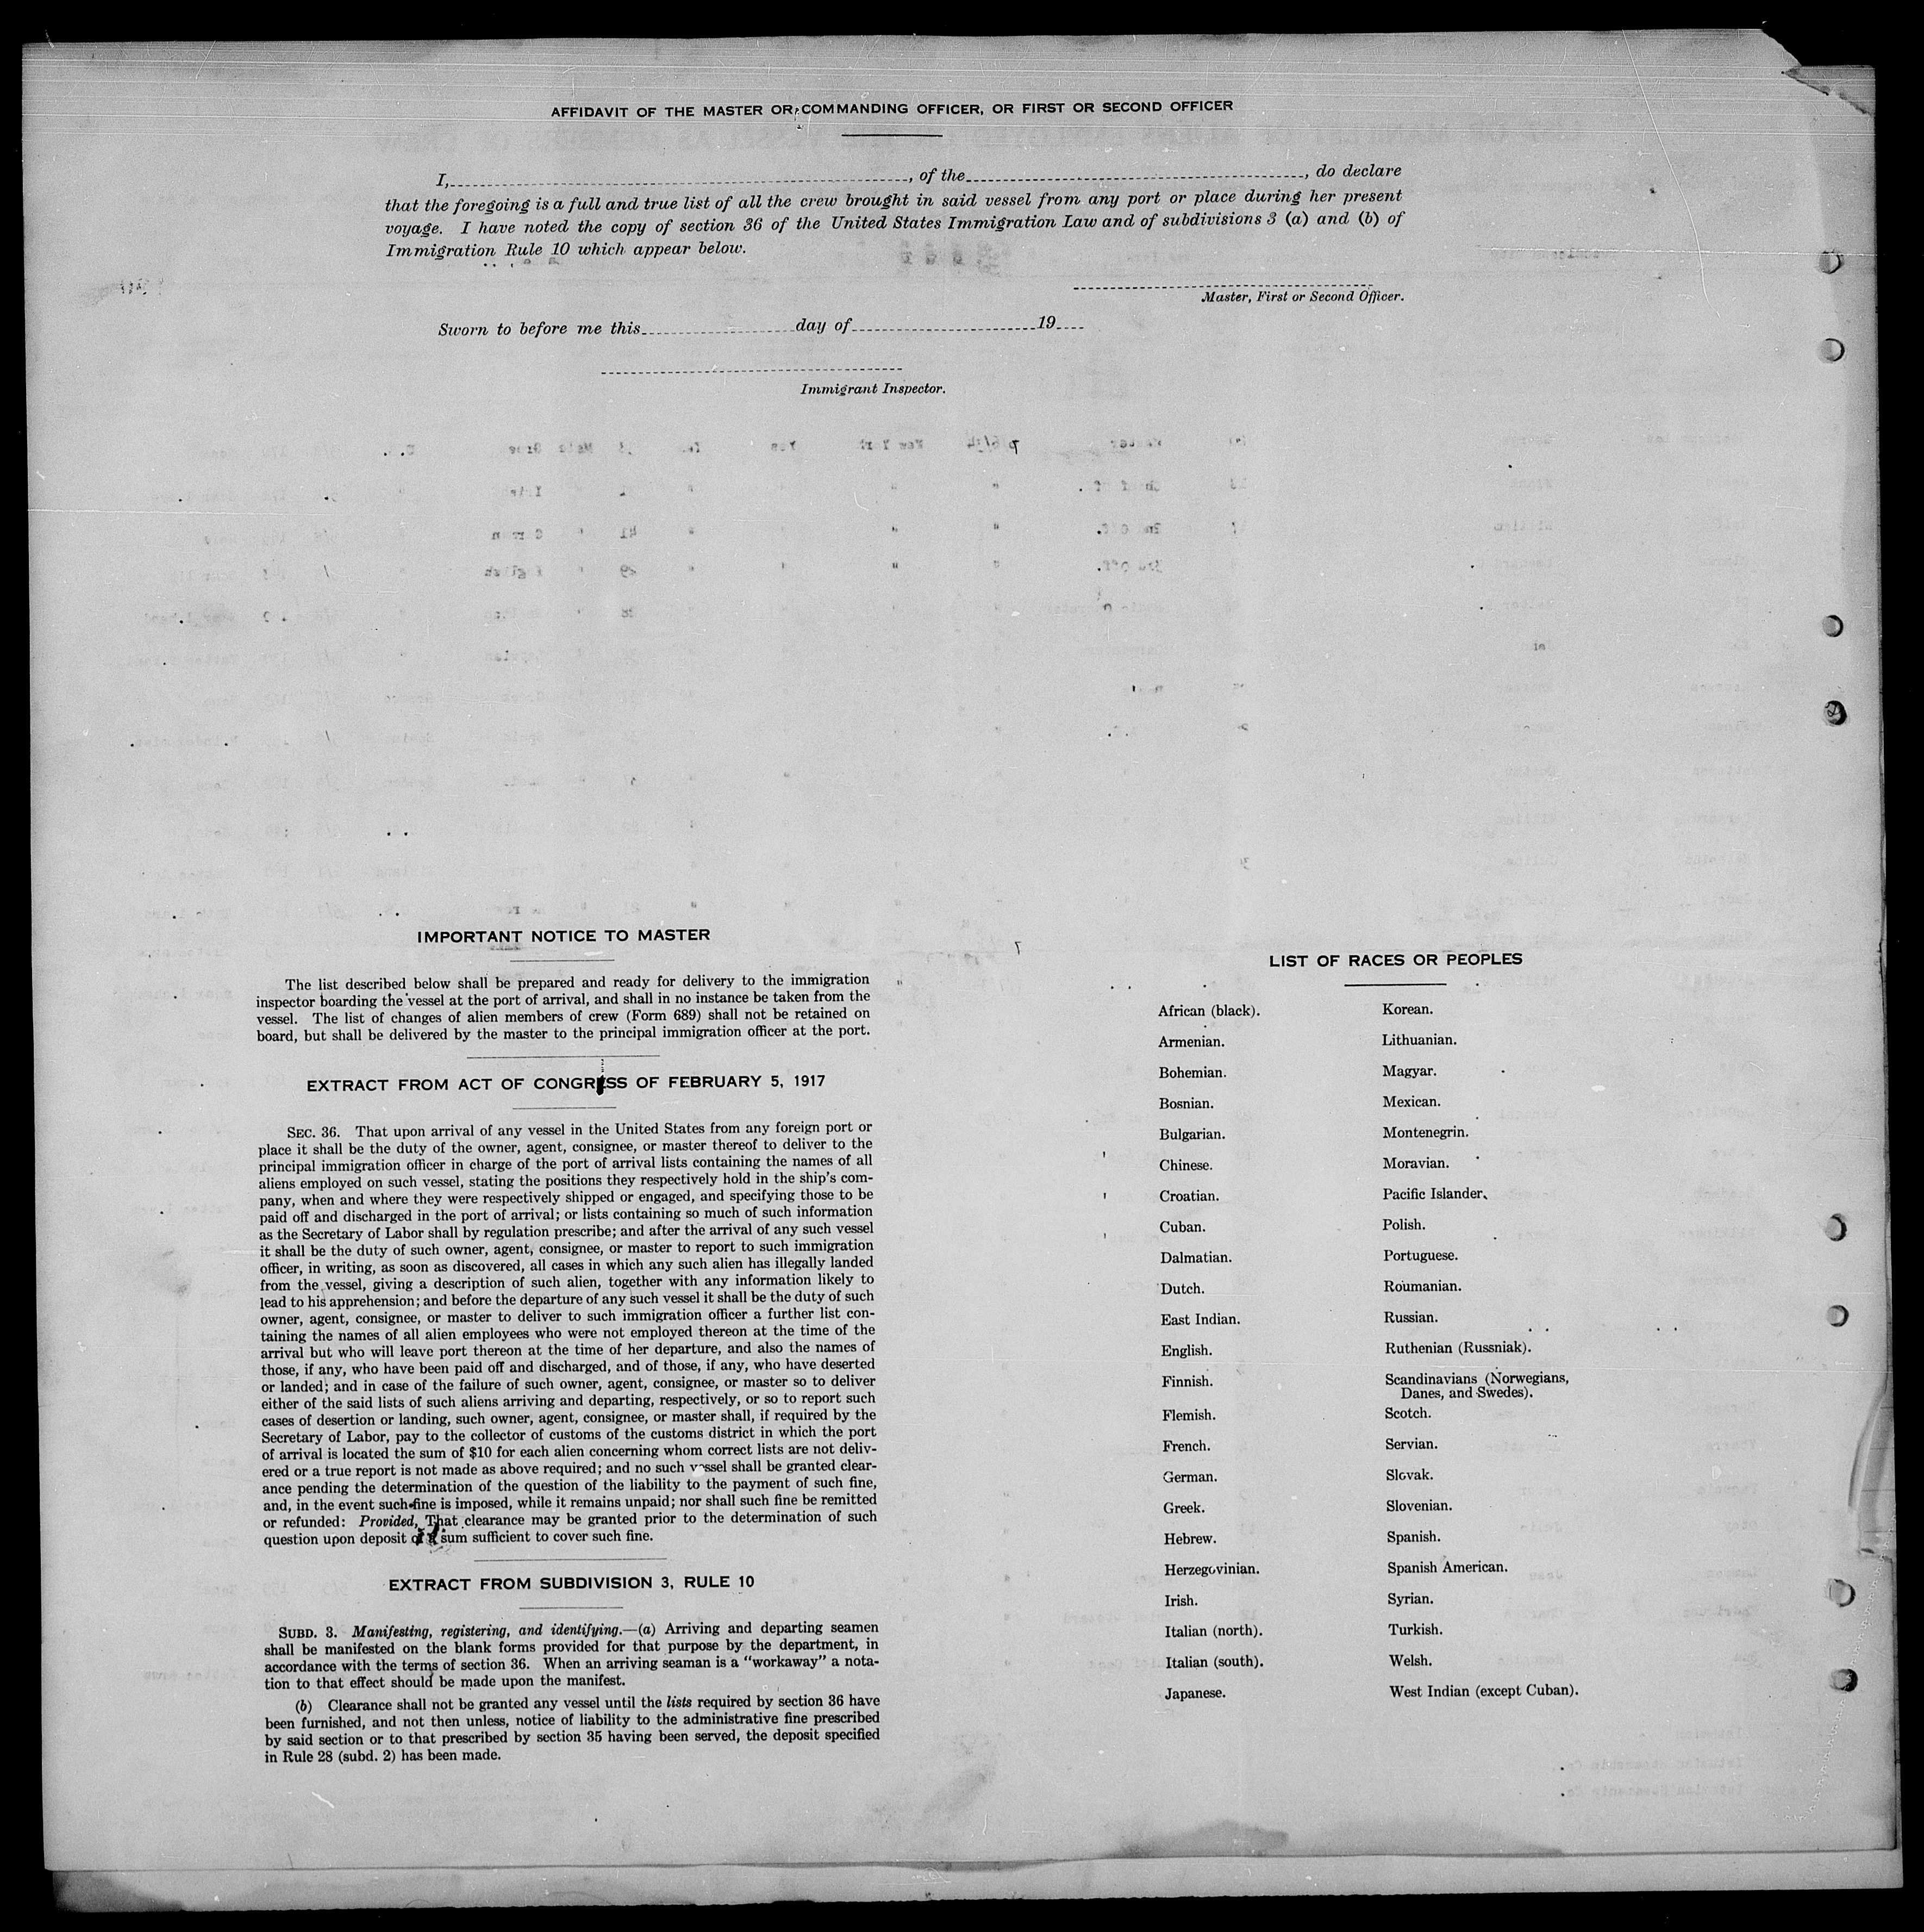 AFFIDAVIT OF THE MASTER OR COMMANDING OFFICER, OR FIRST OR SECOND OFFICER
I, , of the , do declare
that the foregoing is a full and true list of all the crew brought in said vessel from any port or place during her present
voyage. I have noted the copy of section 36 of the United States Immigration Law and of subdivisions 3 (a) and (b) of
Immigration Rule 10 which appear below.
Master, First or Second Officer.
Sworn to before me this day of 19
Immigrant Inspector.
IMPORTANT NOTICE TO MASTER
The list described below shall be prepared and ready for delivery to the immigration
inspector boarding the vessel at the port of arrival, and shall in no instance be taken from the
vessel. The list of changes of alien members of crew (Form 689) shall not be retained on
board, but shall be delivered by the master to the principal immigration officer at the port.
EXTRACT FROM ACT OF CONGRESS OF FEBRUARY 5, 1917
SEC. 36. That upon arrival of any vessel in the United States from any foreign port or
place it shall be the duty of the owner, agent, consignee, or master thereof to deliver to the
principal immigration officer in charge of the port of arrival lists containing the names of all
aliens employed on such vessel, stating the positions they respectively hold in the ship's com-
pany, when and where they were respectively shipped or engaged, and specifying those to be
paid off and discharged in the port of arrival; or lists containing so much of such information
as the Secretary of Labor shall by regulation prescribe; and after the arrival of any such vessel
it shall be the duty of such owner, agent, consignee, or master to report to such immigration
officer, in writing, as soon as discovered, all cases in which any such alien has illegally landed
from the vessel, giving a description of such alien, together with any information likely to
lead to his apprehension; and before the departure of any such vessel it shall be the duty of such
owner, agent, consignee, or master to deliver to such immigration officer a further list con-
taining the names of all alien employees who were not employed thereon at the time of the
arrival but who will leave port thereon at the time of her departure, and also the names of
those, if any, who have been paid off and discharged, and of those, if any, who have deserted
or landed; and in case of the failure of such owner, agent, consignee, or master so to deliver
either of the said lists of such aliens arriving and departing, respectively, or so to report such
cases of desertion or landing, such owner, agent, consignee, or master shall, if required by the
Secretary of Labor, pay to the collector of customs of the customs district in which the port
of arrival is located the sum of $10 for each alien concerning whom correct lists are not deliv-
ered or a true report is not made as above required; and no such vessel shall be granted clear-
ance pending the determination of the question of the liability to the payment of such fine,
and, in the event such fine is imposed, while it remains unpaid; nor shall such fine be remitted
or refunded: Provided, That clearance may be granted prior to the determination of such
question upon deposit of a sum sufficient to cover such fine.
EXTRACT FROM SUBDIVISION 3, RULE 10
SUBD. 3. Manifesting, registering, and identifying.—(a) Arriving and departing seamen
shall be manifested on the blank forms provided for that purpose by the department, in
accordance with the terms of section 36. When an arriving seaman is a "workaway" a nota-
tion to that effect should be made upon the manifest.
(b) Clearance shall not be granted any vessel until the lists required by section 36 have
been furnished, and not then unless, notice of liability to the administrative fine prescribed
by said section or to that prescribed by section 35 having been served, the deposit specified
in Rule 28 (subd. 2) has been made.
LIST OF RACES OR PEOPLES
African (black).
Armenian.
Bohemian.
Bosnian.
Bulgarian.
Chinese.
Croatian.
Cuban.
Dalmatian.
Dutch.
East Indian.
English.
Finnish.
Flemish.
French.
German.
Greek.
Hebrew.
Herzegovinian.
Irish.
Italian (north).
Italian (south).
Japanese.
Korean.
Lithuanian.
Magyar.
Mexican.
Montenegrin.
Moravian.
Pacific Islander.
Polish.
Portuguese.
Roumanian.
Russian.
Ruthenian (Russniak).
Scandinavians (Norwegians,
Danes, and Swedes).
Scotch.
Servian.
Slovak.
Slovenian.
Spanish.
Spanish American.
Syrian.
Turkish.
Welsh.
West Indian (except Cuban).